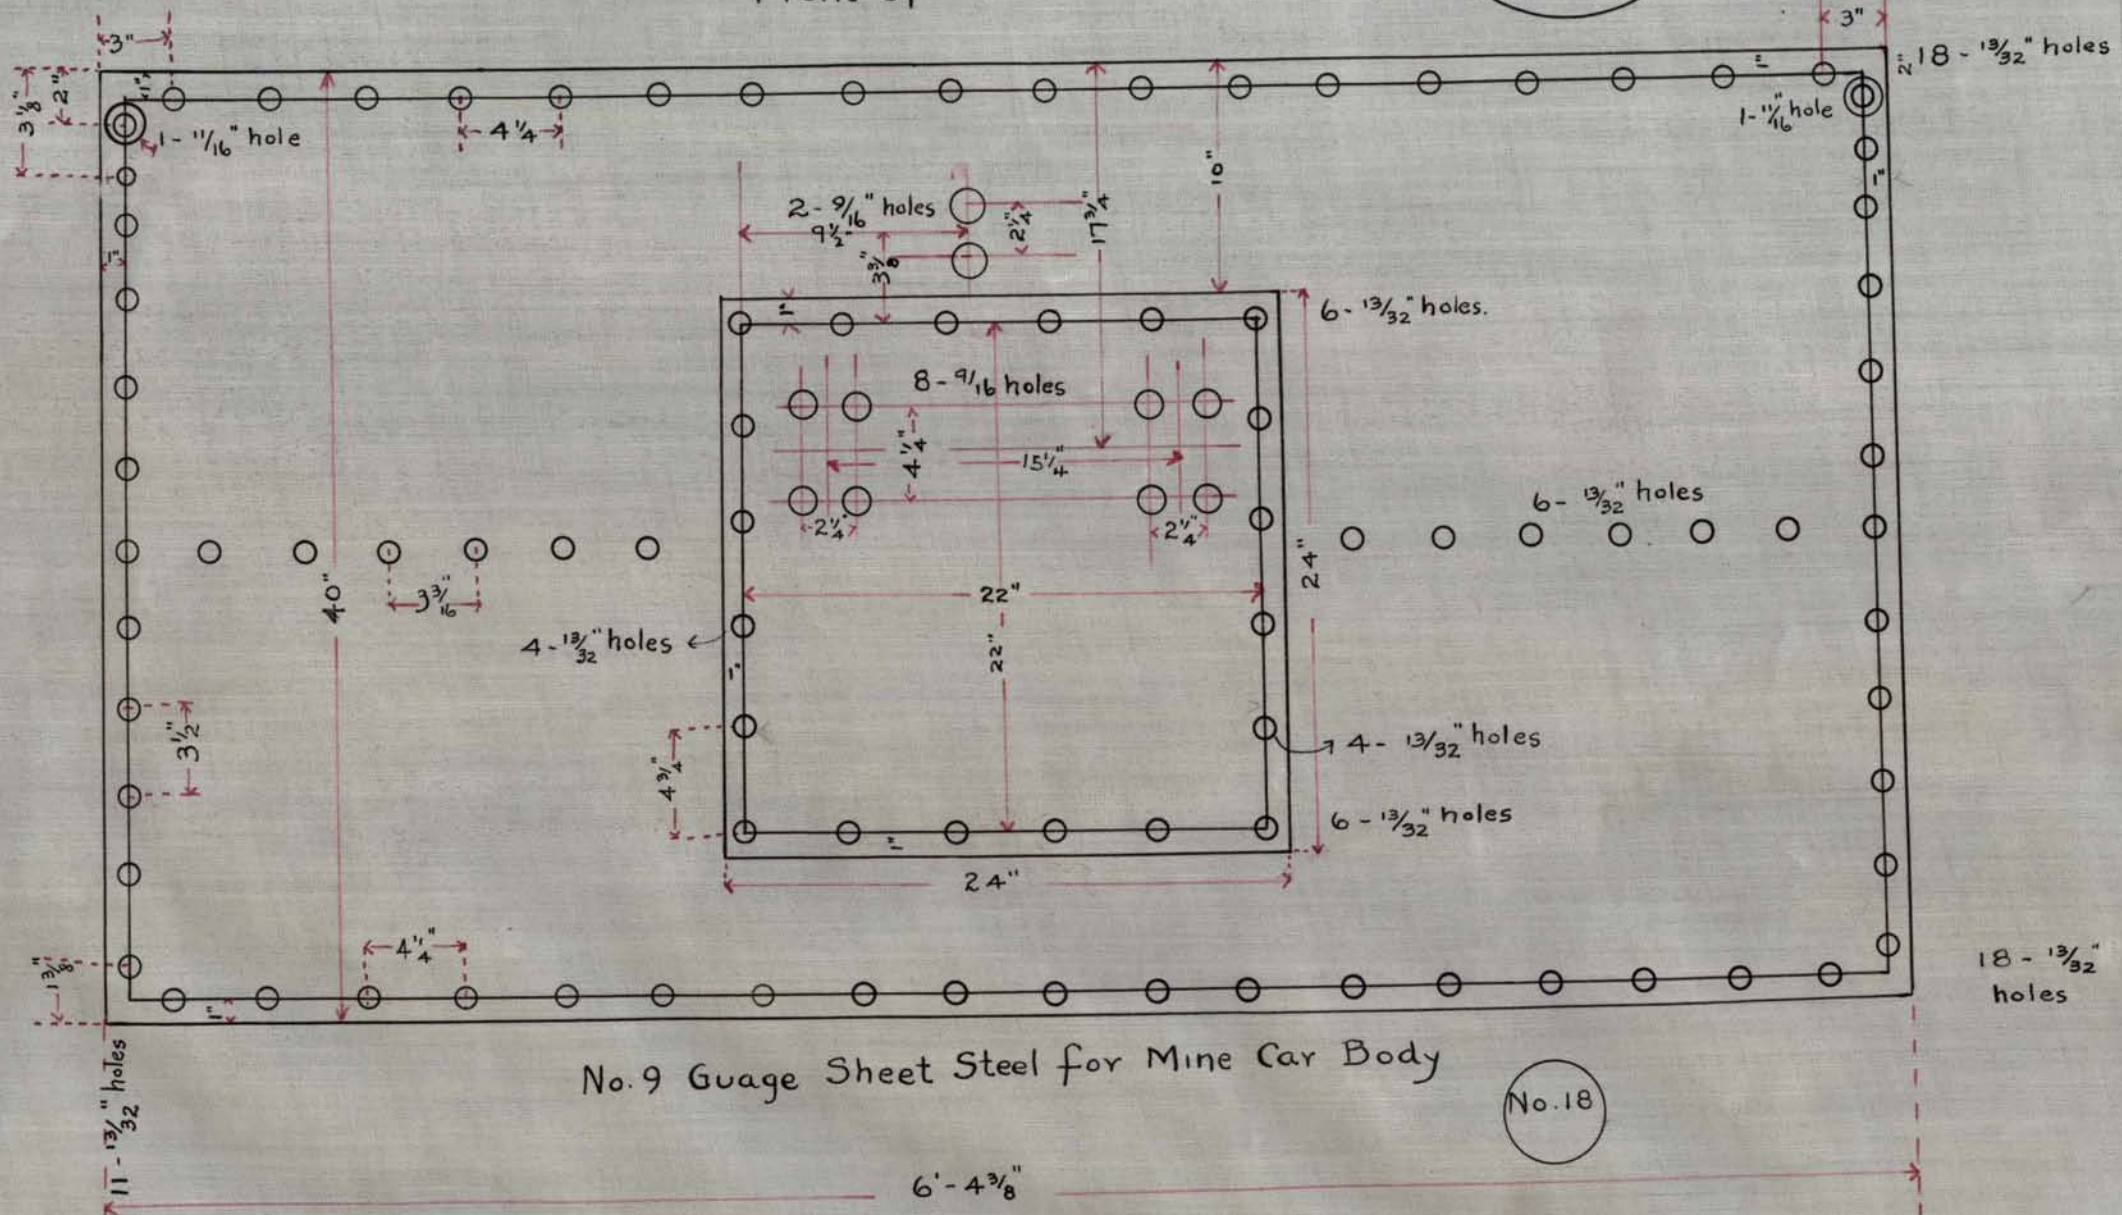 3"
3"
2"
18 - 13/32" holes
3 1/8"
2"
1"
1"
1 - 11/16" hole
4 1/4
1 - 11/16" hole
10"
17 3/4"
1"
2 - 9/16" holes
9 1/2"
2 1/4"
3 3/8"
1"
1"
6 - 13/32" holes.
8 - 9/16 holes
4 1/4"
15 1/4"
2 1/4"
2 1/4"
6 - 13/32" holes
24"
3 3/16"
40"
22"
22"
4 - 13/32" holes
1"
3 1/2"
4 3/4"
4 - 13/32" holes
6 - 13/32" holes
1"
24"
4 1/4"
1 3/8"
1"
18 - 13/32"
holes
11 - 13/32" holes
No. 9 Guage Sheet Steel for Mine Car Body
No. 18
6' - 4 3/8"